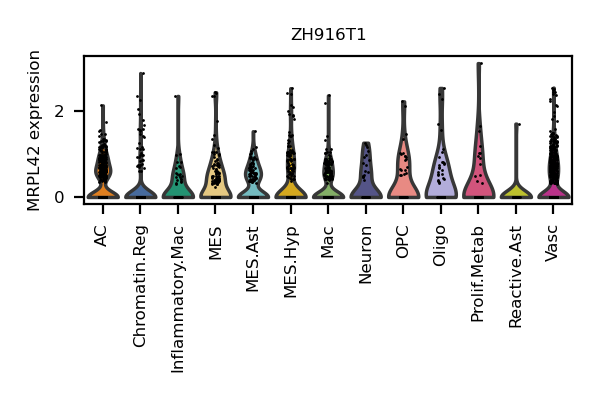 ZH916T1
MRPL42 expression
2
0
AC
Chromatin.Reg
Inflammatory.Mac
MES
MES.Ast
MES.Hyp
Mac
Neuron
OPC
Oligo
Prolif.Metab
Reactive.Ast
Vasc